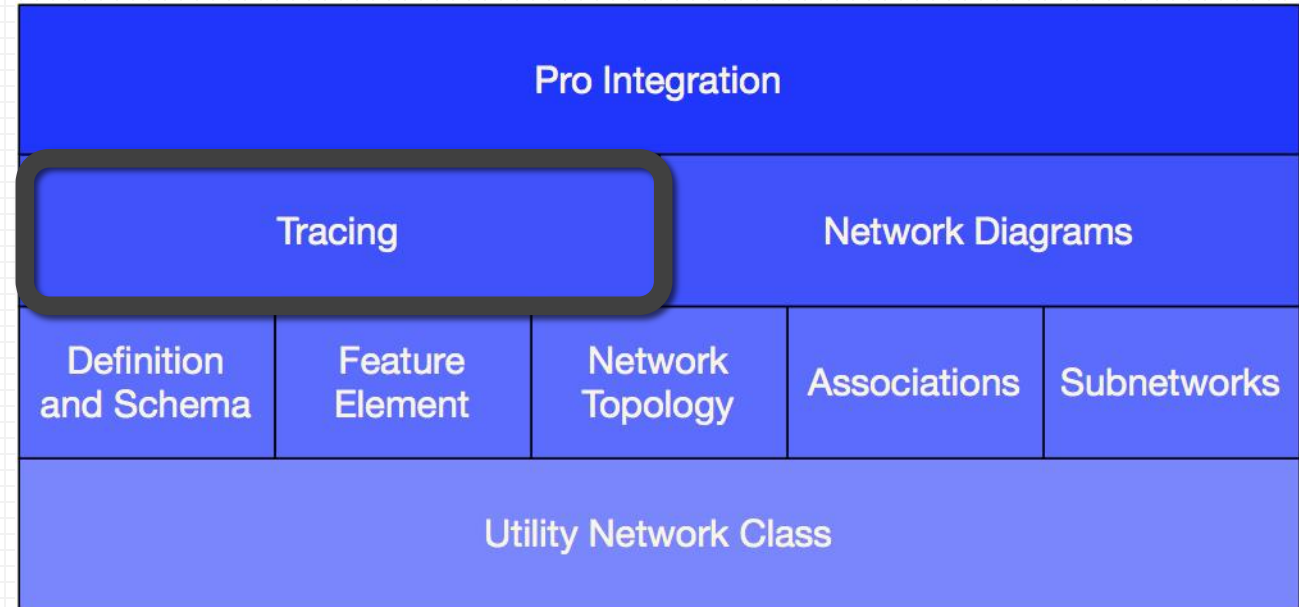 Pro Integration
Tracing
Network Diagrams
Definition
and Schema
Feature
Element
Network
Topology
Associations
Subnetworks
Utility Network Class